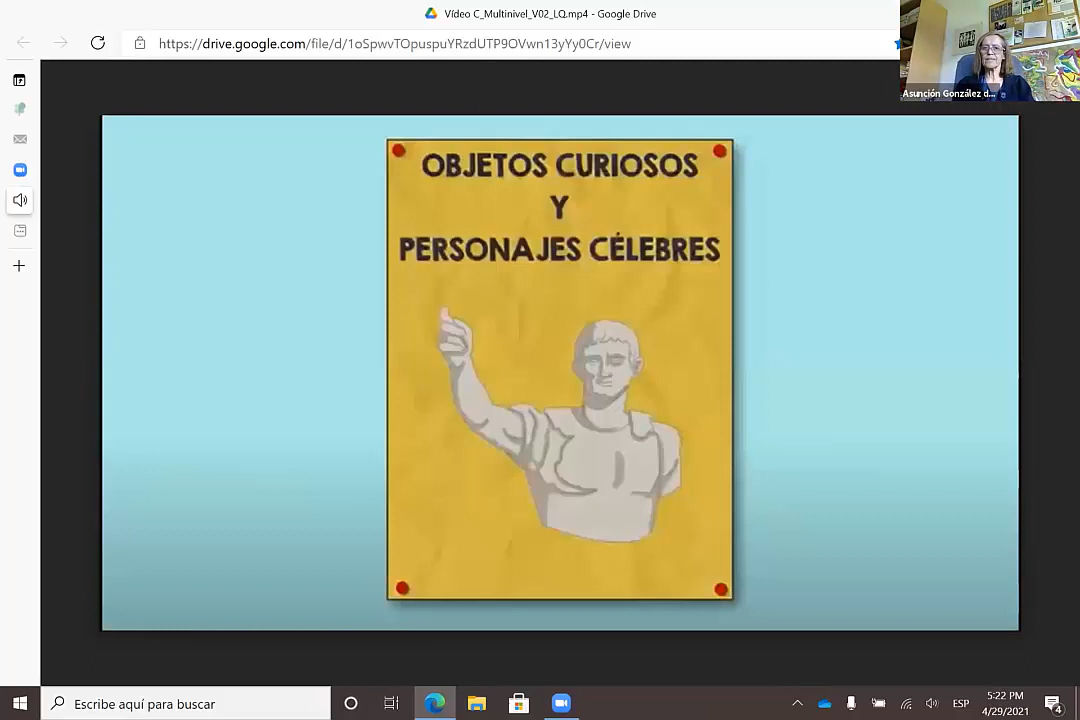 Vídeo C_Multinivel_V02_LQ.mp4 - Google Drive
https://drive.google.com/file/d/1oSpwvTOpuspuYRzdUTP9OVwn13yYy0Cr/view
Asunción González d...
OBJETOS CURIOSOS
Y
PERSONAJES CÉLEBRES
Escribe aquí para buscar
ESP
5:22 PM
4/29/2021
4